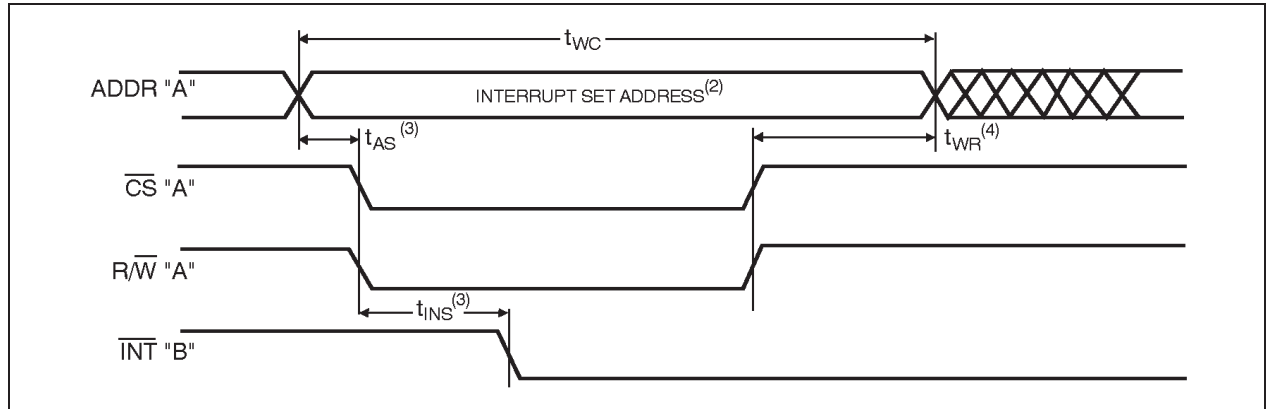 tWC
ADDR "A"
INTERRUPT SET ADDRESS(2)
tAS(3)
tWR(4)
CS "A"
R/W "A"
tINS(3)
INT "B"